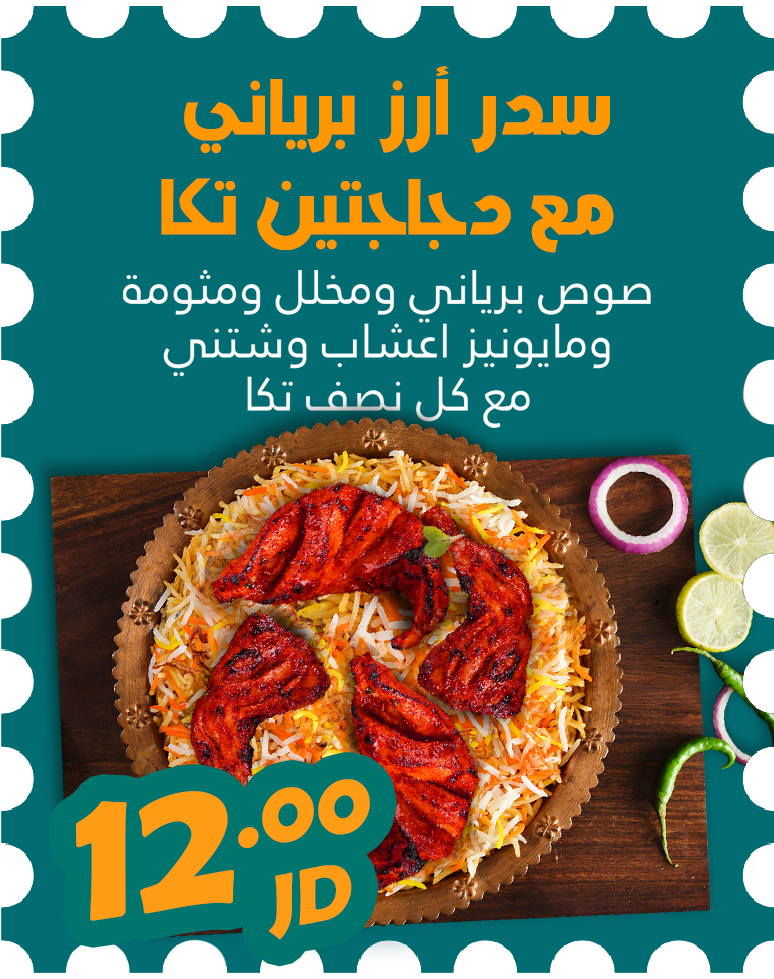 سدر أرز برياني
مع دجاجتين تكا
صوص برياني ومخلل ومثومة
ومايونيز اعشاب وشتني
مع كل نصف تكا
12.00
JD